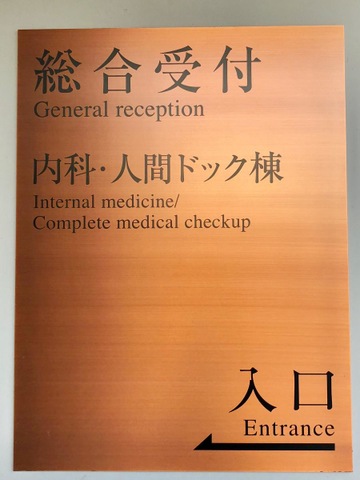 総合受付
General reception
内科・人間ドック棟
Internal medicine/
Complete medical checkup
入口
Entrance